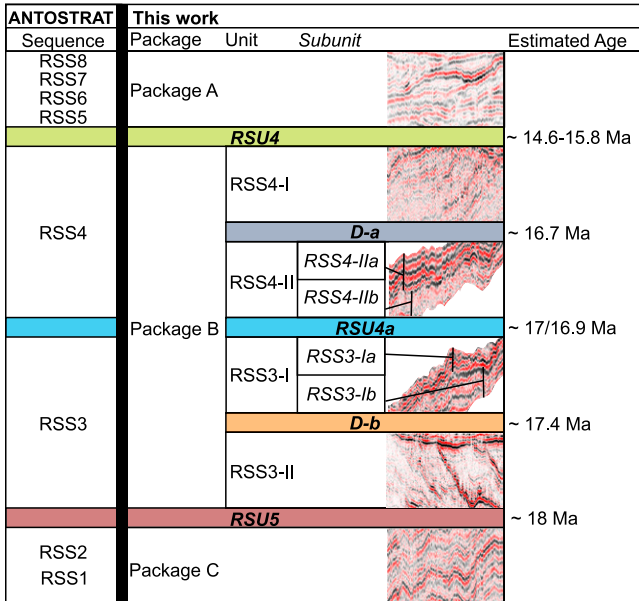 ANTOSTRAT This work
Sequence Package Unit Subunit Estimated Age
RSS8
RSS7
RSS6
RSS5
Package A
RSU4 ~ 14.6-15.8 Ma
RSS4-I
D-a ~ 16.7 Ma
RSS4
RSS4-II
RSS4-IIa
RSS4-IIb
Package B
RSU4a ~ 17/16.9 Ma
RSS3-I
RSS3-Ia
RSS3-Ib
D-b ~ 17.4 Ma
RSS3
RSS3-II
RSU5 ~ 18 Ma
RSS2
RSS1
Package C